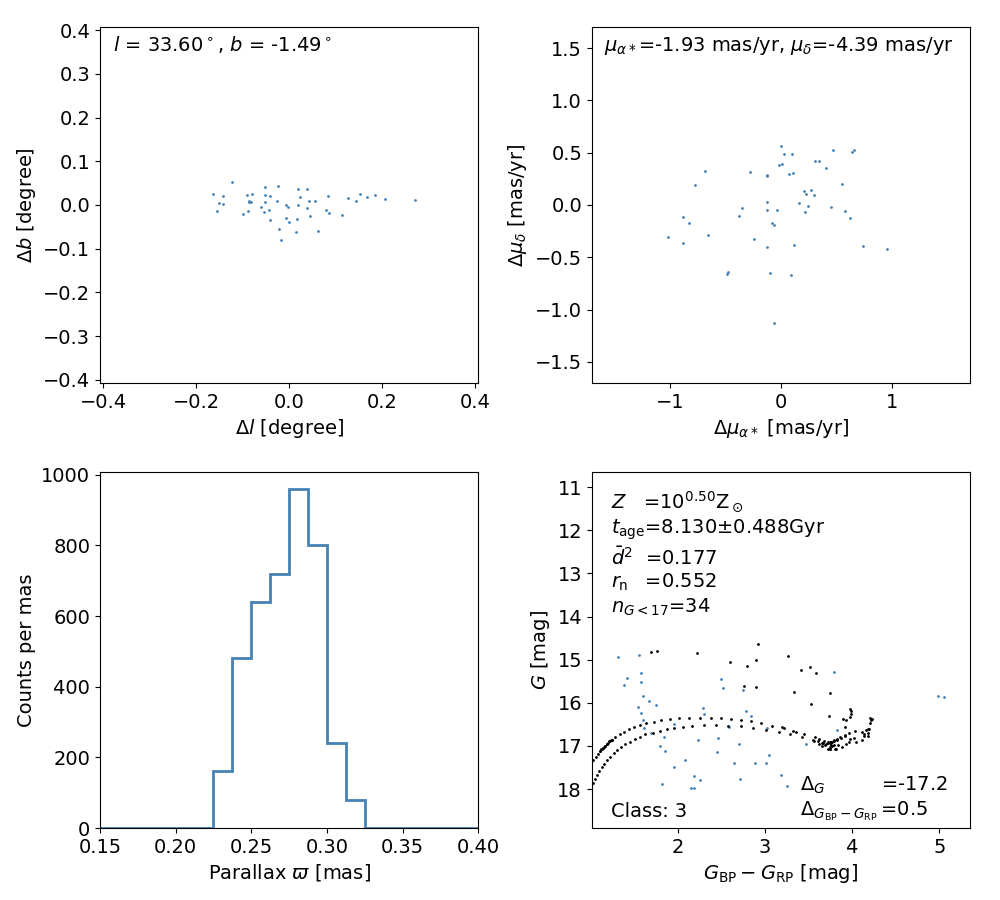 l = 33.60°, b = -1.49°
0.4
0.3
0.2
0.1
0.0
−0.1
−0.2
−0.3
−0.4
−0.4 −0.2 0.0 0.2 0.4
Δb [degree]
Δl [degree]
μα*=-1.93 mas/yr, μδ=-4.39 mas/yr
1.5
1.0
0.5
0.0
−0.5
−1.0
−1.5
−1 0 1
Δμδ [mas/yr]
Δμα* [mas/yr]
1000
800
600
400
200
0
0.15 0.20 0.25 0.30 0.35 0.40
Counts per mas
Parallax ϖ [mas]
11
12
13
14
15
16
17
18
2 3 4 5
G [mag]
GBP − GRP [mag]
Z =10^0.50 Z⊙
tage=8.130±0.488Gyr
d̄² =0.177
rn =0.552
nG<17=34
ΔG =-17.2
ΔGBP−GRP =0.5
Class: 3